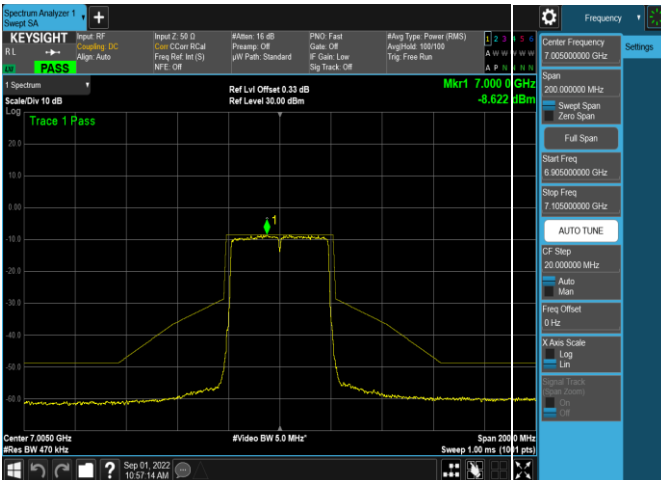 Spectrum Analyzer 1
Swept SA
+
Frequency
KEYSIGHT
RL
PASS
Input: RF
Coupling: DC
Align: Auto
Input Z: 50 Ω
Corr CCorr RCal
Freq Ref: Int (S)
NFE: Off
#Atten: 16 dB
Preamp: Off
µW Path: Standard
PNO: Fast
Gate: Off
IF Gain: Low
Sig Track: Off
#Avg Type: Power (RMS)
Avg|Hold: 100/100
Trig: Free Run
1 2 3 4 5 6
A W W W W W
A P N N N N
1 Spectrum
Scale/Div 10 dB
Ref Lvl Offset 0.33 dB
Ref Level 30.00 dBm
Mkr1 7.000 0 GHz
-8.622 dBm
Log
Trace 1 Pass
20.0
10.0
0.00
1
-10.0
-20.0
-30.0
-40.0
-50.0
-60.0
Center 7.0050 GHz
#Res BW 470 kHz
#Video BW 5.0 MHz*
Span 200.0 MHz
Sweep 1.00 ms (1001 pts)
Sep 01, 2022
10:57:14 AM
Settings
Center Frequency
7.005000000 GHz
Span
200.000000 MHz
Swept Span
Zero Span
Full Span
Start Freq
6.905000000 GHz
Stop Freq
7.105000000 GHz
AUTO TUNE
CF Step
20.000000 MHz
Auto
Man
Freq Offset
0 Hz
X Axis Scale
Log
Lin
Signal Track
(Span Zoom)
On
Off